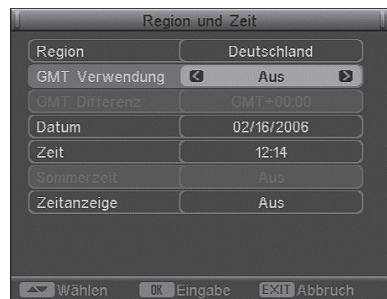 Region und Zeit
Region Deutschland
GMT Verwendung Aus
GMT Differenz GMT+00:00
Datum 02/16/2006
Zeit 12:14
Sommerzeit Aus
Zeitanzeige Aus
Wählen OK Eingabe EXIT Abbruch